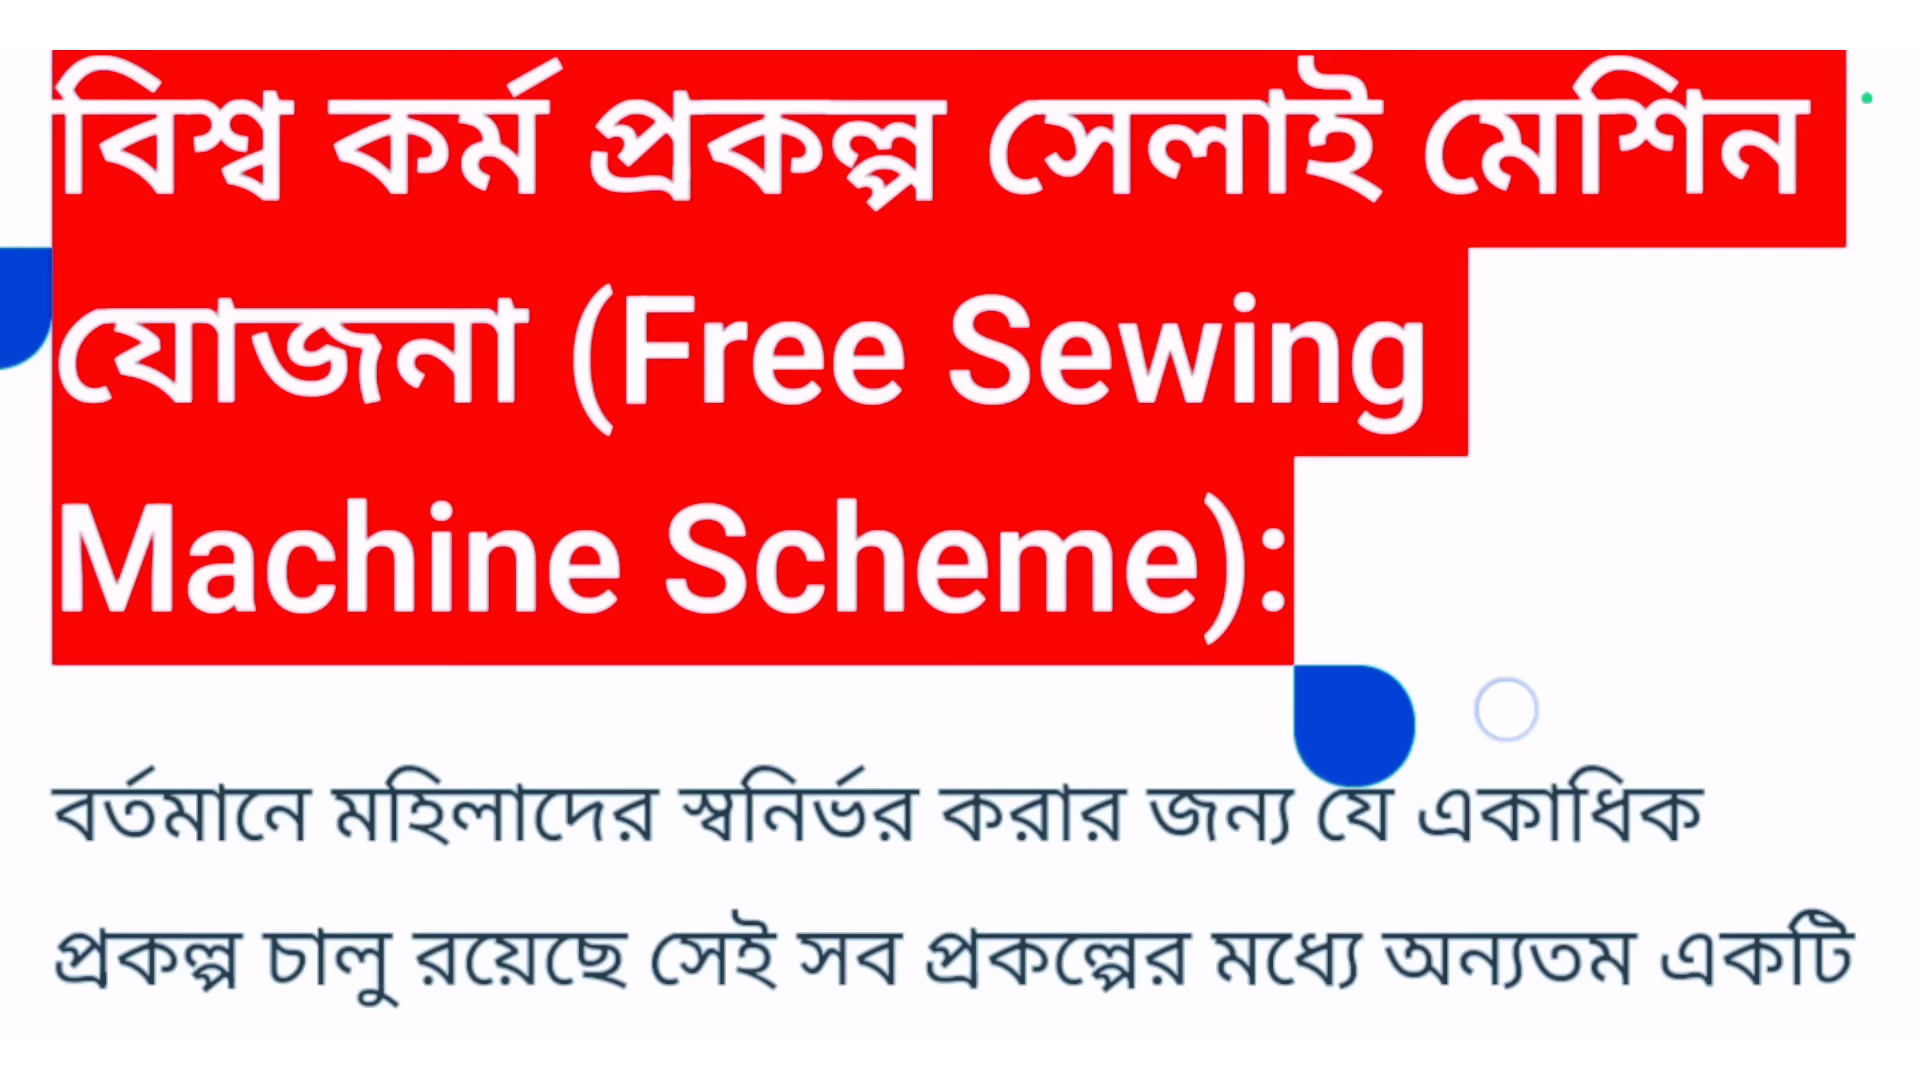 বিশ্ব কর্ম প্রকল্প সেলাই মেশিন
যোজনা (Free Sewing
Machine Scheme):
বর্তমানে মহিলাদের স্বনির্ভর করার জন্য যে একাধিক
প্রকল্প চালু রয়েছে সেই সব প্রকল্পের মধ্যে অন্যতম একটি